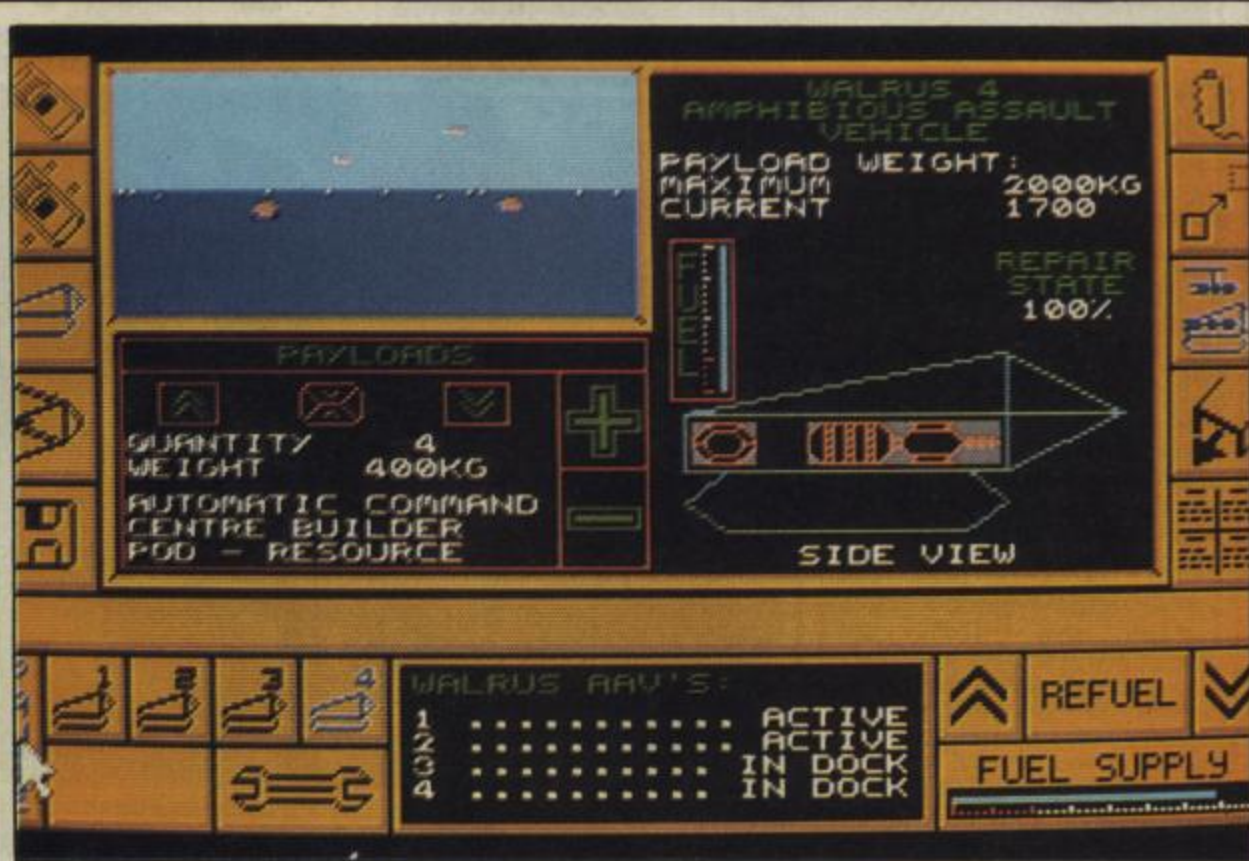 WALRUS 4
AMPHIBIOUS ASSAULT
VEHICLE
PAYLOAD WEIGHT:
MAXIMUM 2000KG
CURRENT 1700
FUEL
REPAIR
STATE
100%
SIDE VIEW
PAYLOADS
QUANTITY 4
WEIGHT 400KG
AUTOMATIC COMMAND
CENTRE BUILDER
POD - RESOURCE
1 2 3 4
WALRUS AAV'S:
1 ........... ACTIVE
2 ........... ACTIVE
3 .......... IN DOCK
4 .......... IN DOCK
REFUEL
FUEL SUPPLY